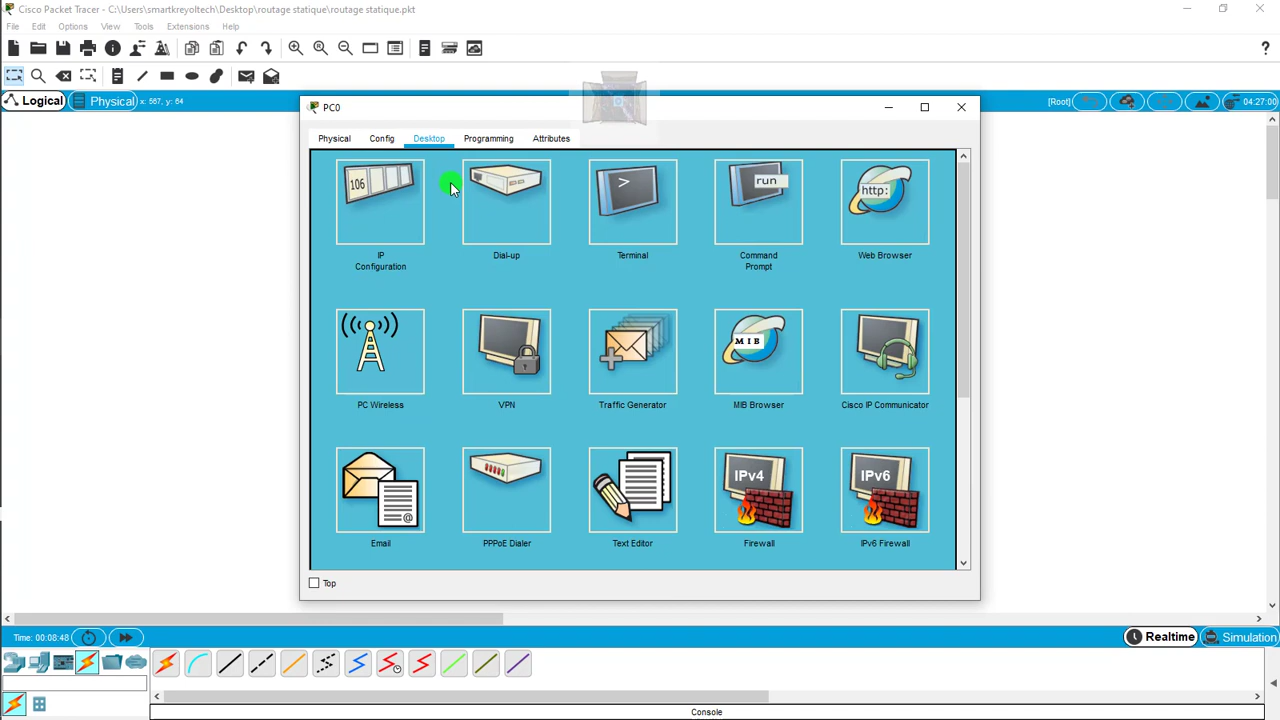 Cisco Packet Tracer - C:\Users\smartkreyoltech\Desktop\routage statique\routage statique.pkt
File Edit Options View Tools Extensions Help
Logical Physical x: 567, y: 64 [Root] 04:27:00
PC0
Physical Config Desktop Programming Attributes
106
>
run
http:
IP
Configuration
Dial-up
Terminal
Command
Prompt
Web Browser
MIB
PC Wireless
VPN
Traffic Generator
MIB Browser
Cisco IP Communicator
@
IPv4
IPv6
Email
PPPoE Dialer
Text Editor
Firewall
IPv6 Firewall
Top
Time: 00:08:48
Realtime Simulation
Console